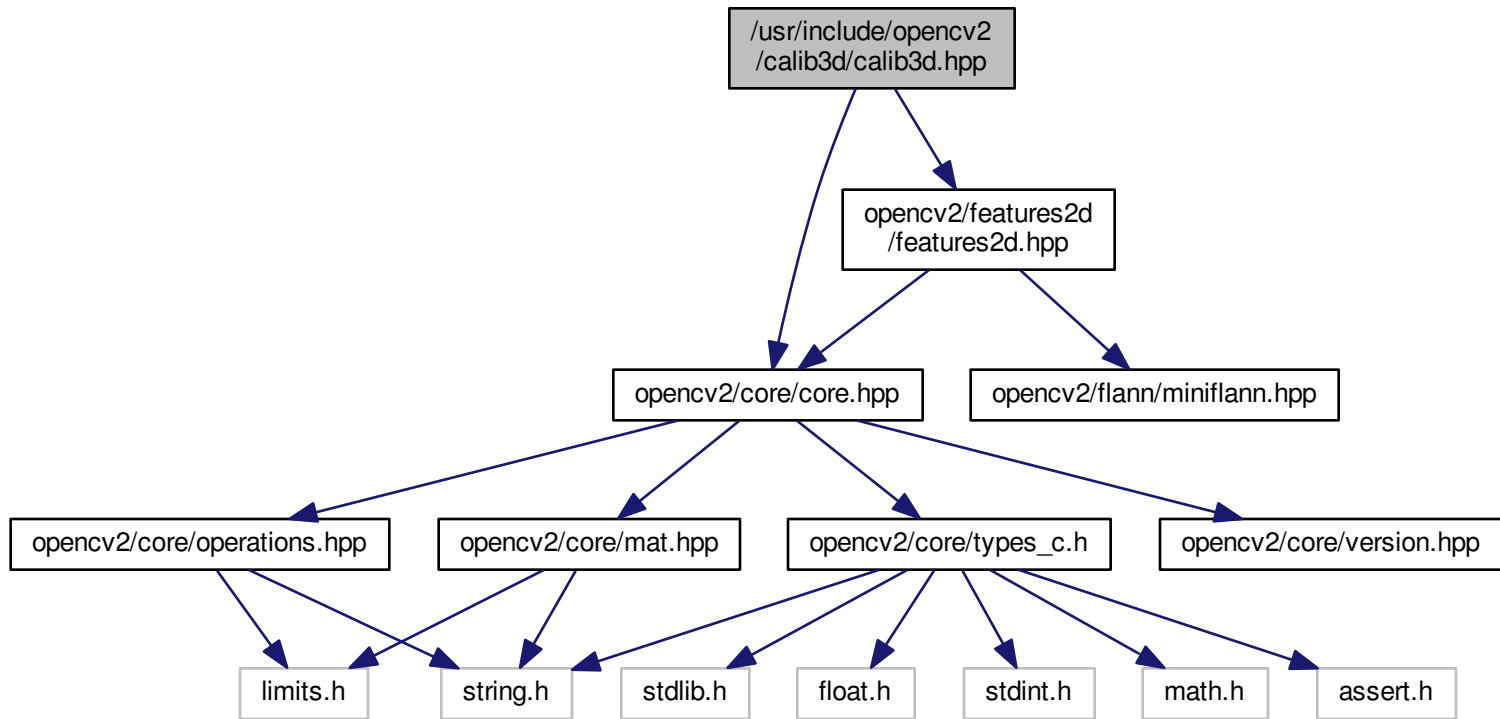 /usr/include/opencv2
/calib3d/calib3d.hpp
opencv2/features2d
/features2d.hpp
opencv2/core/core.hpp
opencv2/flann/miniflann.hpp
opencv2/core/operations.hpp
opencv2/core/mat.hpp
opencv2/core/types_c.h
opencv2/core/version.hpp
limits.h
string.h
stdlib.h
float.h
stdint.h
math.h
assert.h